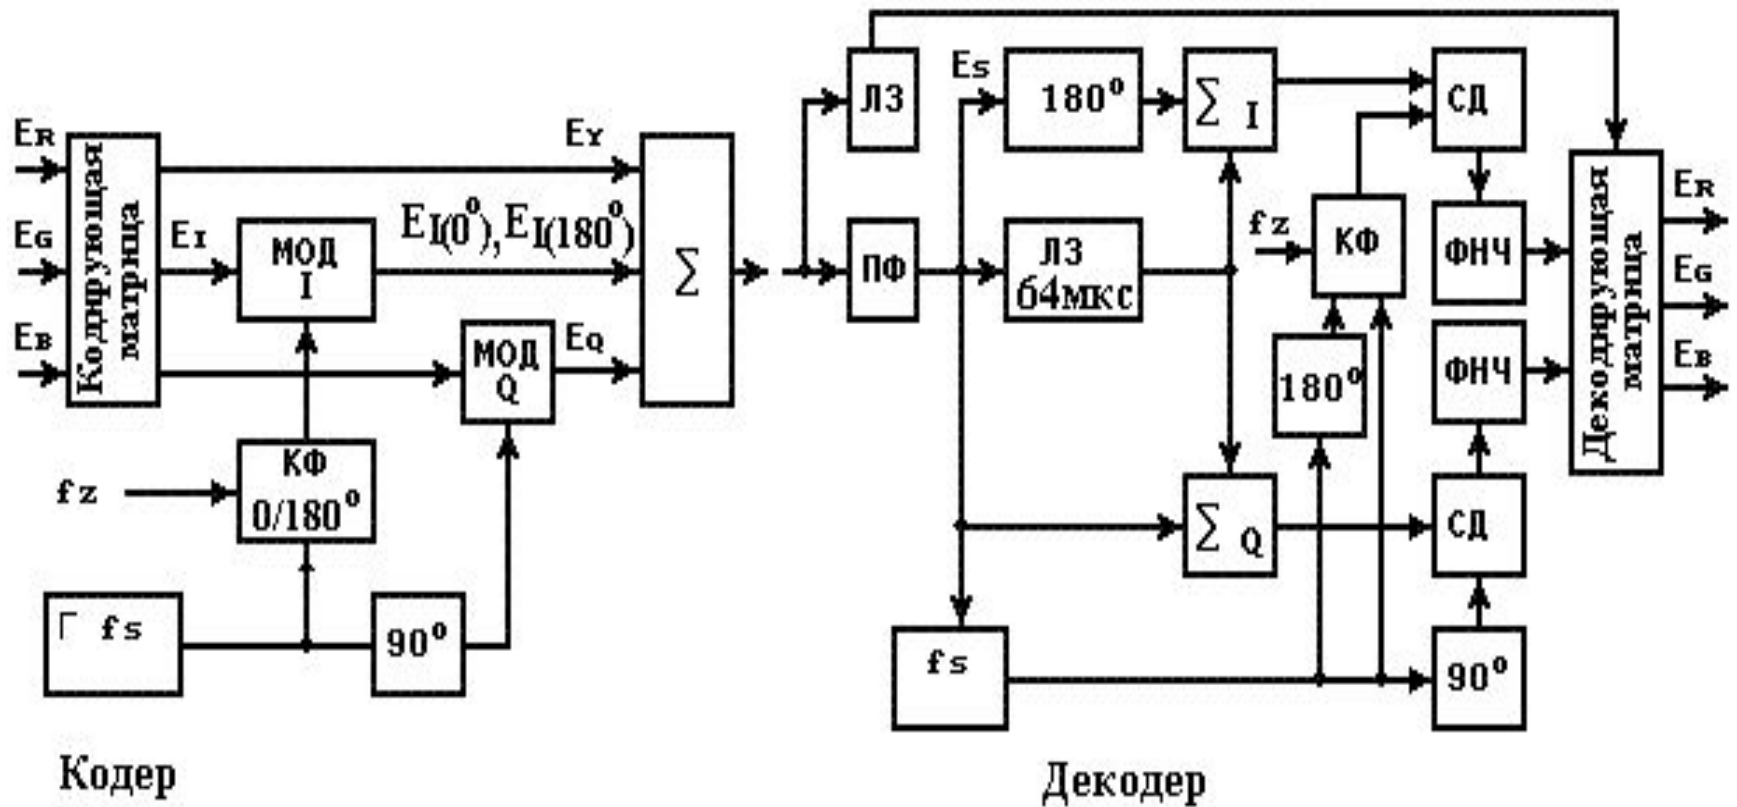 ER
EG
EB
Кодирующая
матрица
EY
EI
МОД
I
EI(0°), EI(180°)
МОД
Q
EQ
Σ
fz
КФ
0/180°
Г fs
90°
Кодер
ЛЗ
ПФ
Es
180°
Σ I
ЛЗ
64мкс
Σ Q
fs
fz
КФ
180°
СД
ФНЧ
ФНЧ
СД
90°
Декодирующая
матрица
ER
EG
EB
Декодер